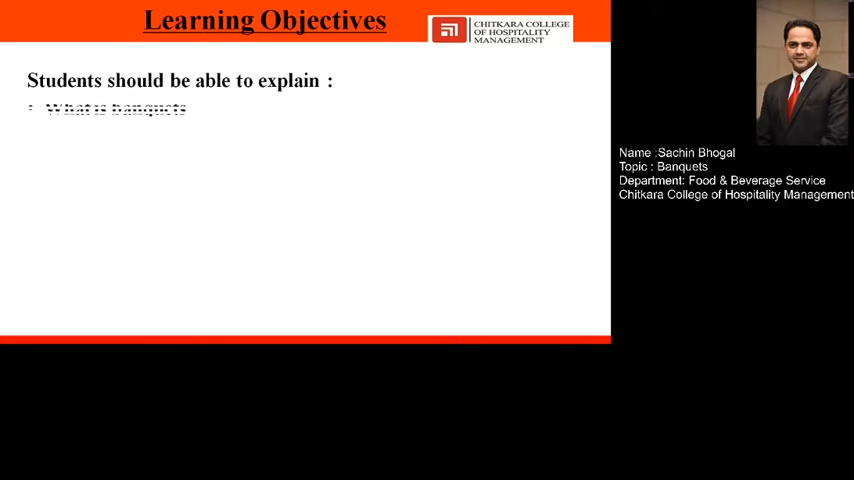 Learning Objectives
CHITKARA COLLEGE
OF HOSPITALITY
MANAGEMENT
Students should be able to explain :
• What is banquets
Name :Sachin Bhogal
Topic : Banquets
Department: Food & Beverage Service
Chitkara College of Hospitality Management